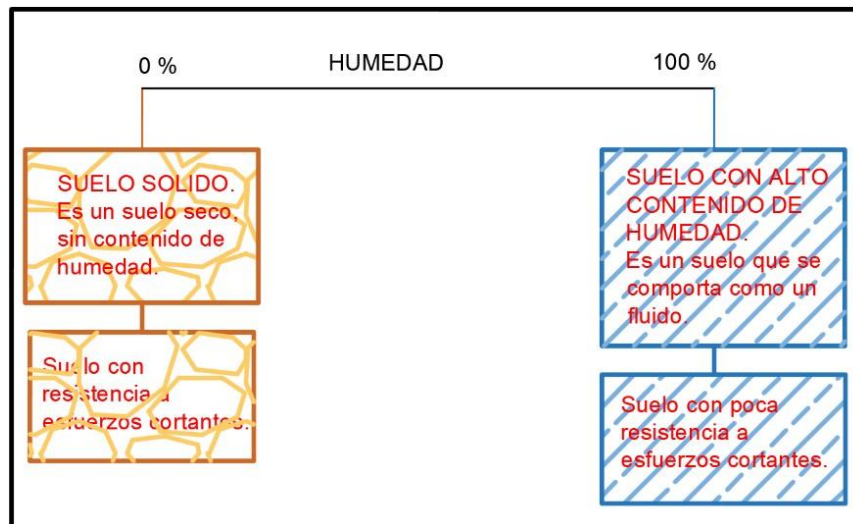 0 % HUMEDAD 100 %
SUELO SOLIDO.
Es un suelo seco,
sin contenido de
humedad.
Suelo con
resistencia a
esfuerzos cortantes.
SUELO CON ALTO
CONTENIDO DE
HUMEDAD.
Es un suelo que se
comporta como un
fluido.
Suelo con poca
resistencia a
esfuerzos cortantes.